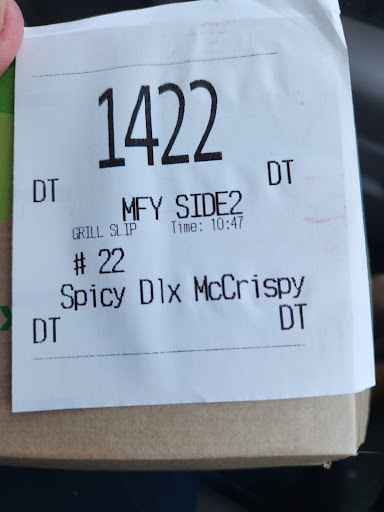 1422
DT DT
MFY SIDE2
GRILL SLIP Time: 10:47
# 22
Spicy Dlx McCrispy
DT DT